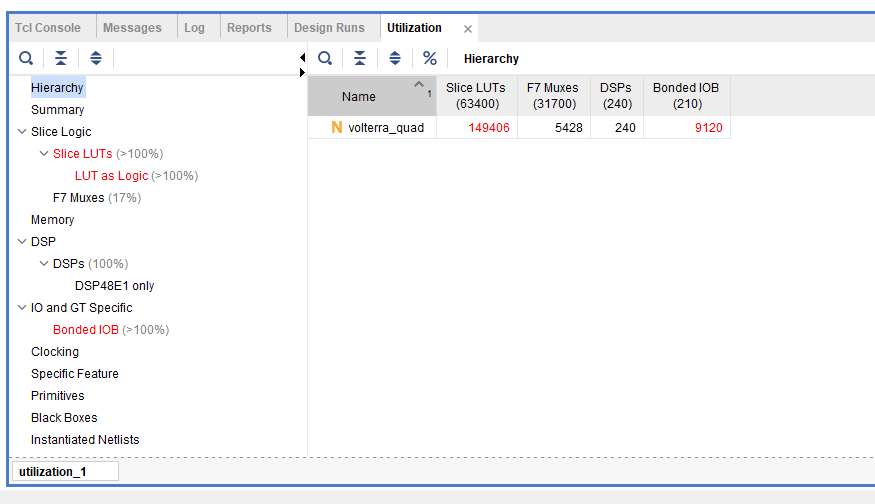 Tcl Console Messages Log Reports Design Runs Utilization ×
% Hierarchy
Hierarchy
Summary
Slice Logic
Slice LUTs (>100%)
LUT as Logic (>100%)
F7 Muxes (17%)
Memory
DSP
DSPs (100%)
DSP48E1 only
IO and GT Specific
Bonded IOB (>100%)
Clocking
Specific Feature
Primitives
Black Boxes
Instantiated Netlists
Name 1 Slice LUTs F7 Muxes DSPs Bonded IOB
(63400) (31700) (240) (210)
N volterra_quad 149406 5428 240 9120
utilization_1